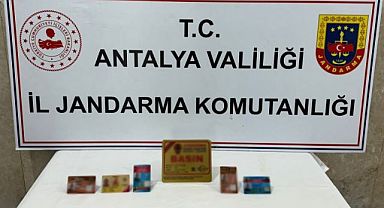 T.C.
ANTALYA VALİLİĞİ
İL JANDARMA KOMUTANLIĞI
JANDARMA
BASIN